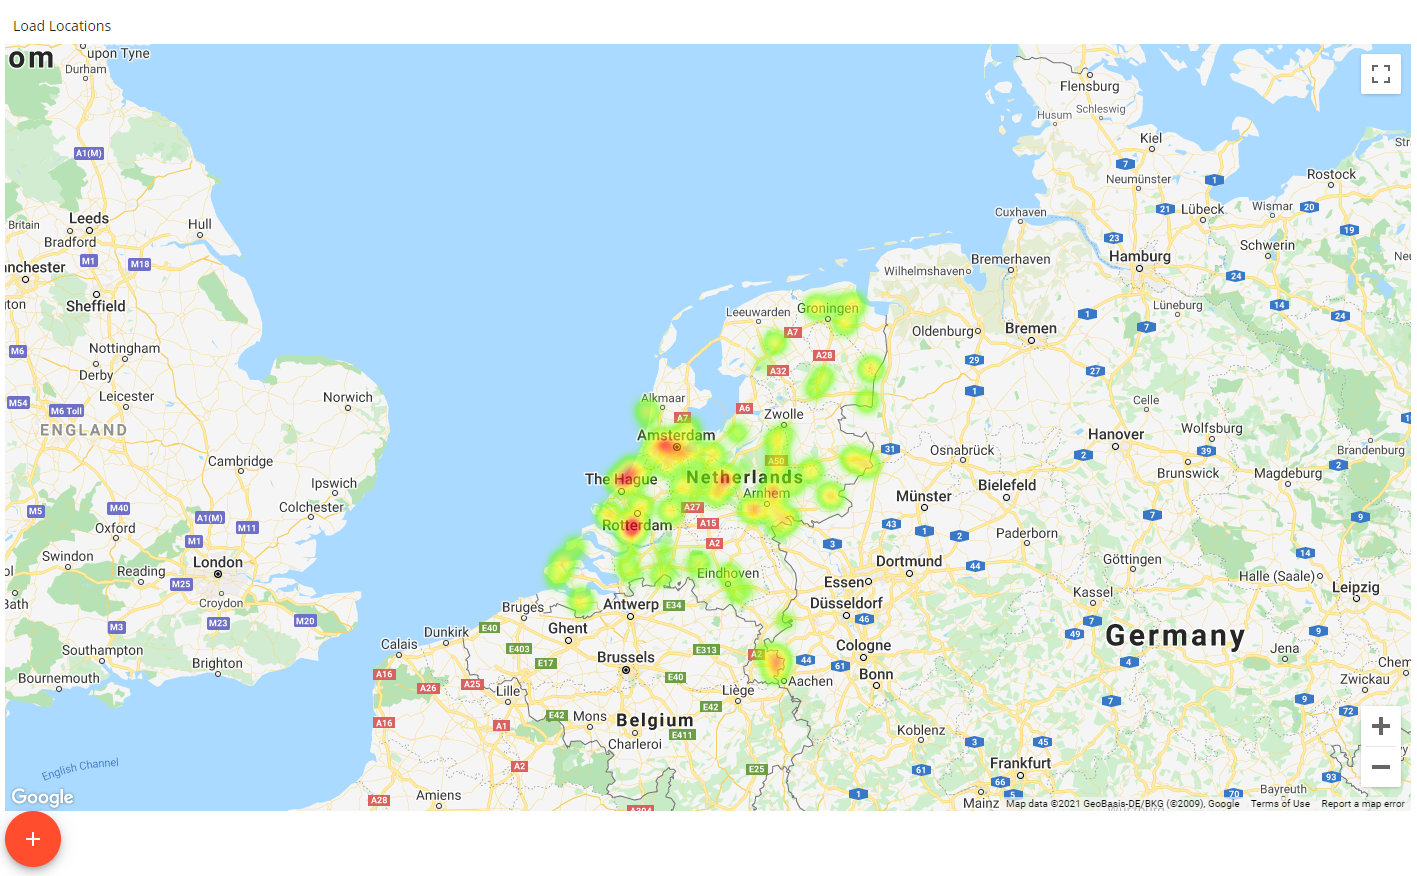 Load Locations
om
upon Tyne
Durham
Flensburg
Husum
Schleswig
Kiel
A1(M)
7
Neumünster
1
Rostock
Leeds
Britain
Bradford
Hull
21
Lübeck
Wismar
20
Cuxhaven
19
23
Schwerin
M1
M18
Bremerhaven
Hamburg
Wilhelmshaven
24
Sheffield
Leeuwarden
Groningen
Lüneburg
14
24
1
Oldenburg
Bremen
7
A7
M6
Nottingham
A28
29
Derby
A32
27
Leicester
Norwich
1
M54
M6 Toll
Alkmaar
A6
Celle
A7
Zwolle
ENGLAND
Amsterdam
Wolfsburg
Brandenburg
31
Hanover
Osnabrück
39
2
2
Cambridge
A50
The Hague
Netherlands
Brunswick
Magdeburg
Ipswich
Arnhem
Bielefeld
Münster
Colchester
M5
M40
A1(M)
A27
7
9
Oxford
M11
Rotterdam
A15
43
1
2
Paderborn
M1
A2
3
14
Swindon
London
Göttingen
Reading
M25
Eindhoven
Dortmund
44
Essen
Halle (Saale)
Leipzig
Croydon
Kassel
Bruges
Antwerp
E34
Düsseldorf
M3
M23
M20
46
7
E40
Ghent
Dunkirk
49
Germany
9
Calais
E403
Southampton
E313
A2
Cologne
Jena
Brighton
E17
Brussels
44
61
4
A16
Bonn
Bournemouth
A26
A25
E40
Aachen
Lille
Liège
Zwickau
7
9
E42
E42
72
A16
A1
Mons
Belgium
Koblenz
E411
Charleroi
3
45
English Channel
A2
E25
61
Frankfurt
93
66
Google
A28
Amiens
1
5
70
Bayreuth
Mainz
Map data ©2021 GeoBasis-DE/BKG (©2009), Google
Terms of Use
Report a map error